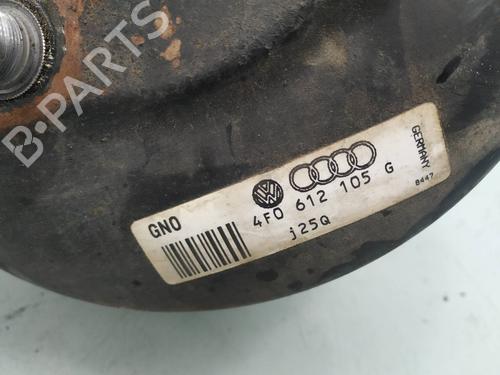 B-PARTS
GNO
4F0 612 105 G
j25Q
GERMANY
8447